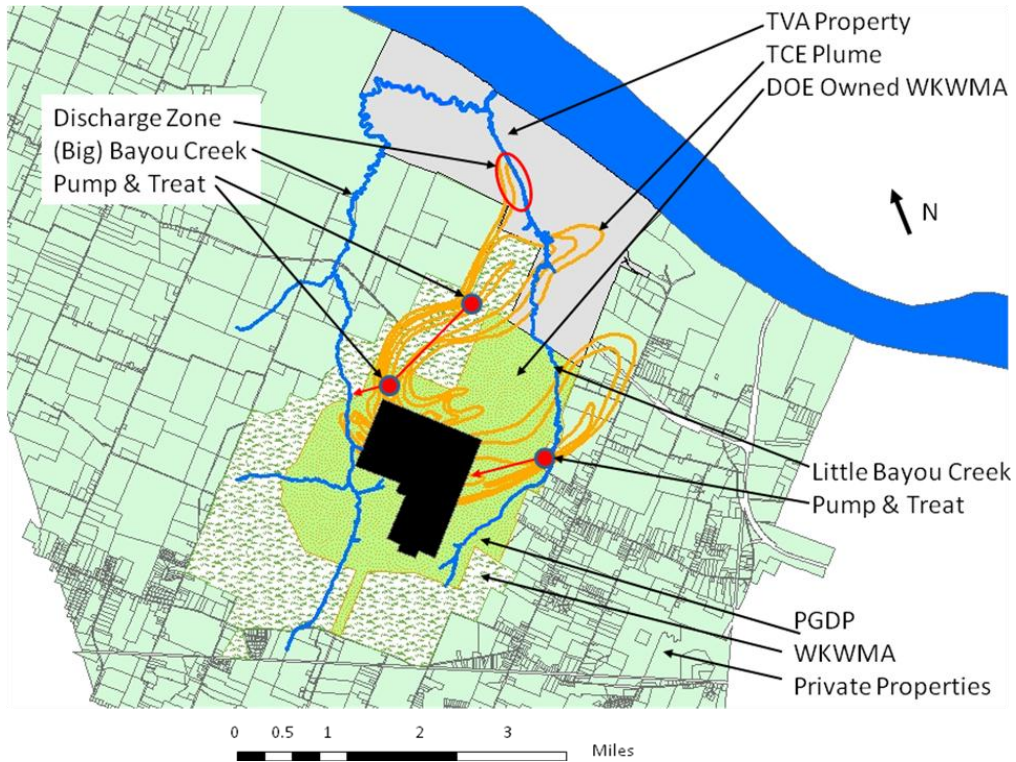 TVA Property
TCE Plume
DOE Owned WKWMA
Discharge Zone
(Big) Bayou Creek
Pump & Treat
N
Little Bayou Creek
Pump & Treat
PGDP
WKWMA
Private Properties
0 0.5 1 2 3
Miles